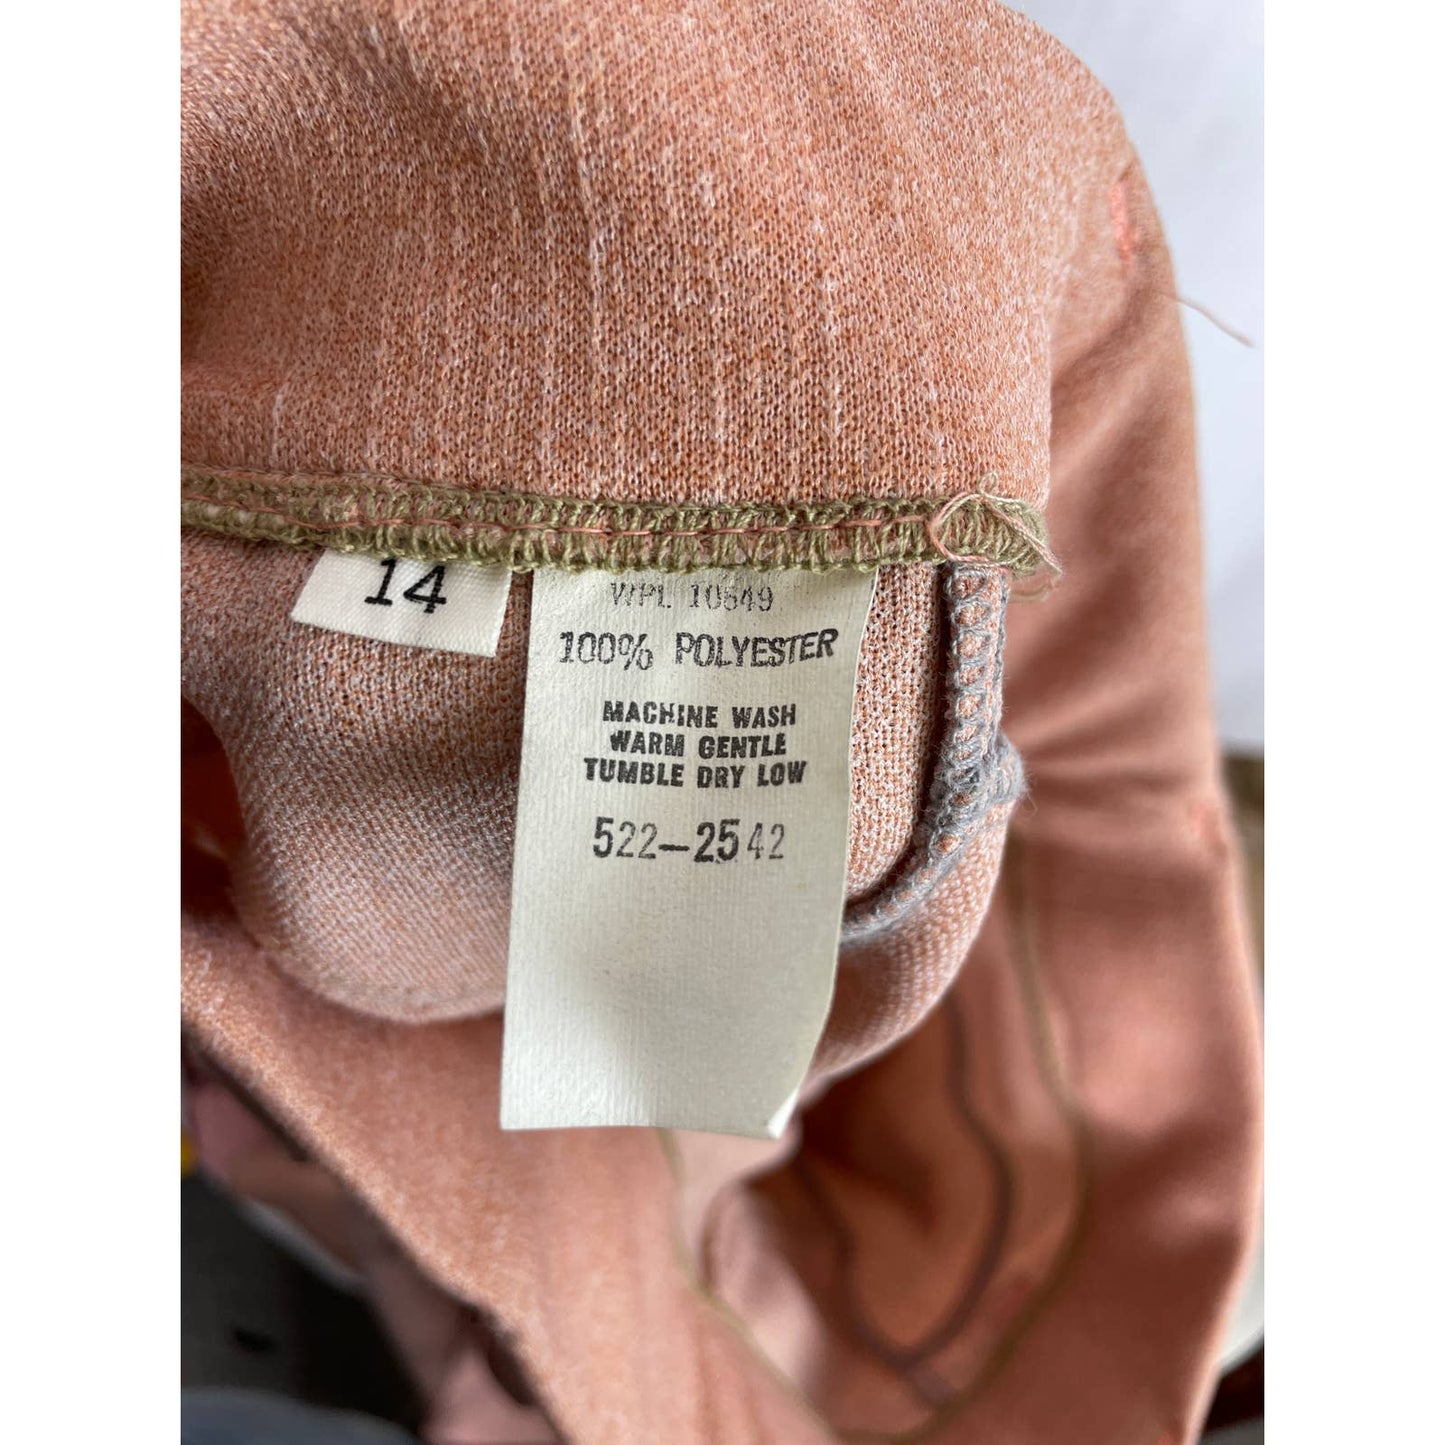 14
WPL 10649
100% POLYESTER
MACHINE WASH
WARM GENTLE
TUMBLE DRY LOW
522-2542